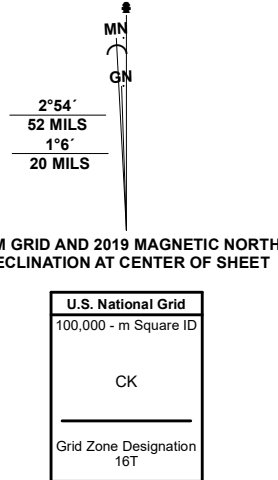 MN
GN
2°54´
52 MILS
1°6´
20 MILS
M GRID AND 2019 MAGNETIC NORTH
ECLINATION AT CENTER OF SHEET
U.S. National Grid
100,000 - m Square ID
CK
Grid Zone Designation
16T